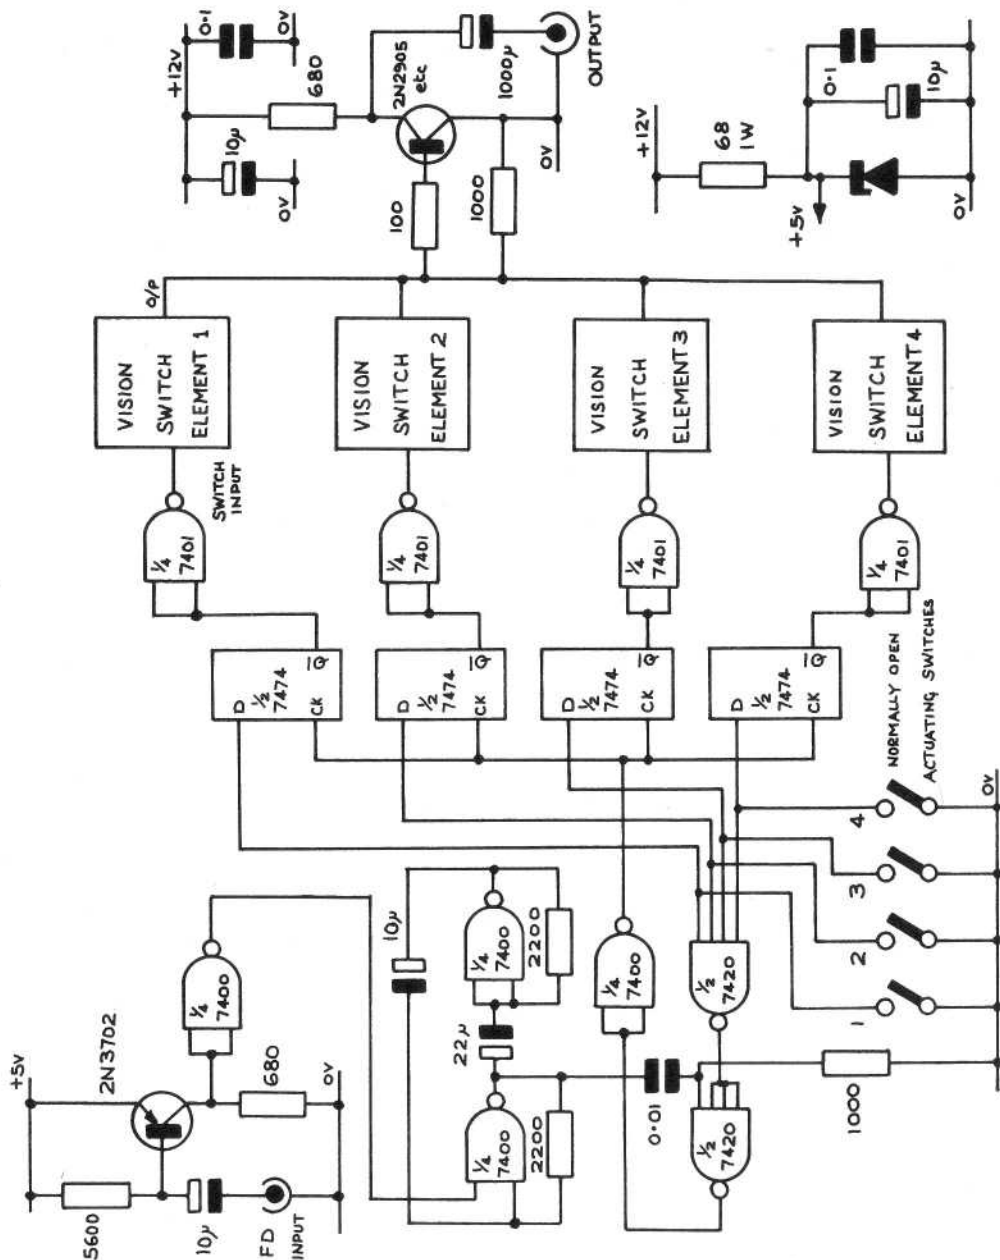 +5V
5600
2N3702
10μ
680
FD
INPUT
0V
1/4
7400
10μ
1/4
7400
22μ
2200
1/4
7400
2200
1/4
7400
0·01
1/2
7420
1/2
7420
1000
1
2
3
4
NORMALLY OPEN
ACTUATING SWITCHES
0V
D
1/2
7474
CK
Q
D
1/2
7474
CK
Q
D
1/2
7474
CK
Q
D
1/2
7474
CK
Q
1/4
7401
1/4
7401
1/4
7401
1/4
7401
SWITCH
INPUT
VISION
SWITCH
ELEMENT 1
O/P
VISION
SWITCH
ELEMENT 2
VISION
SWITCH
ELEMENT 3
VISION
SWITCH
ELEMENT 4
+12V
10μ
0V
0·1
0V
680
2N2905
etc
100
1000
1000μ
0V
OUTPUT
+12V
68
1W
+5V
0·1
10μ
0V